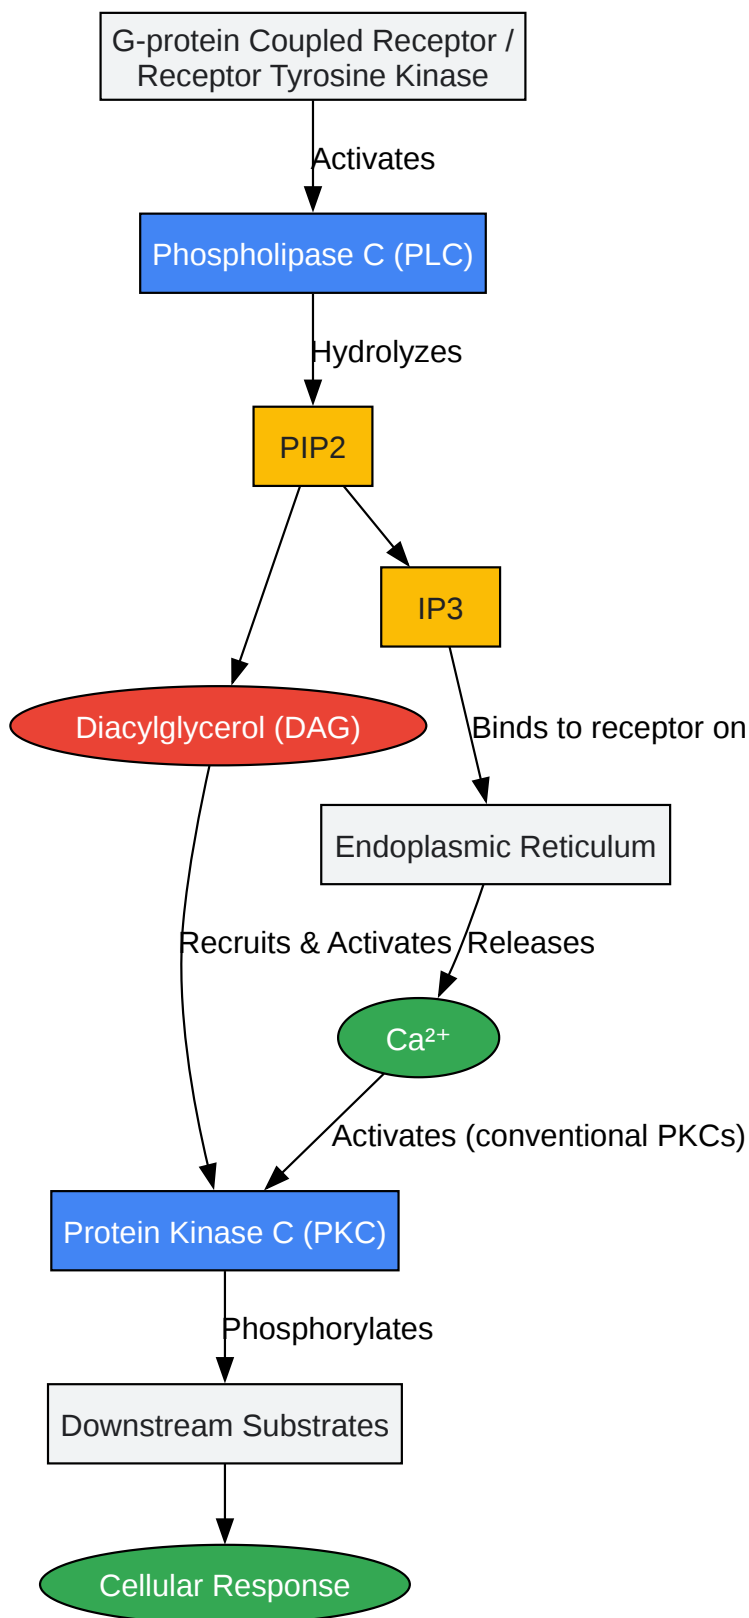 G-protein Coupled Receptor /
Receptor Tyrosine Kinase
Activates
Phospholipase C (PLC)
Hydrolyzes
PIP2
IP3
Diacylglycerol (DAG)
Binds to receptor on
Endoplasmic Reticulum
Recruits & Activates
Releases
Ca²⁺
Activates (conventional PKCs)
Protein Kinase C (PKC)
Phosphorylates
Downstream Substrates
Cellular Response